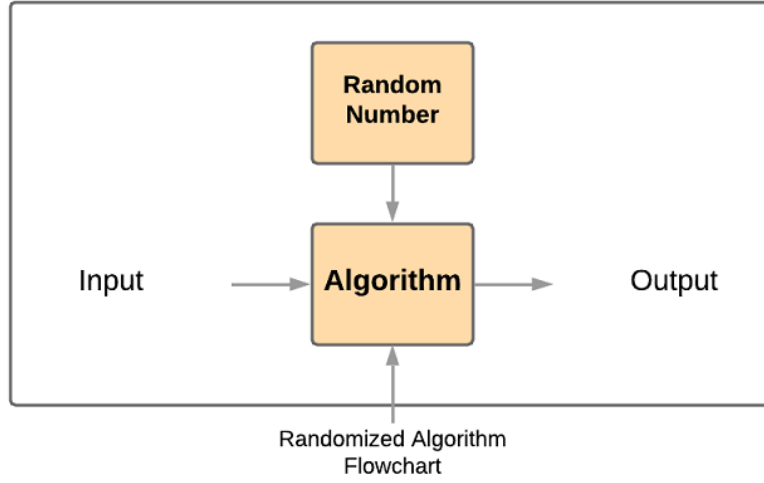 Random
Number
Input
Algorithm
Output
Randomized Algorithm
Flowchart